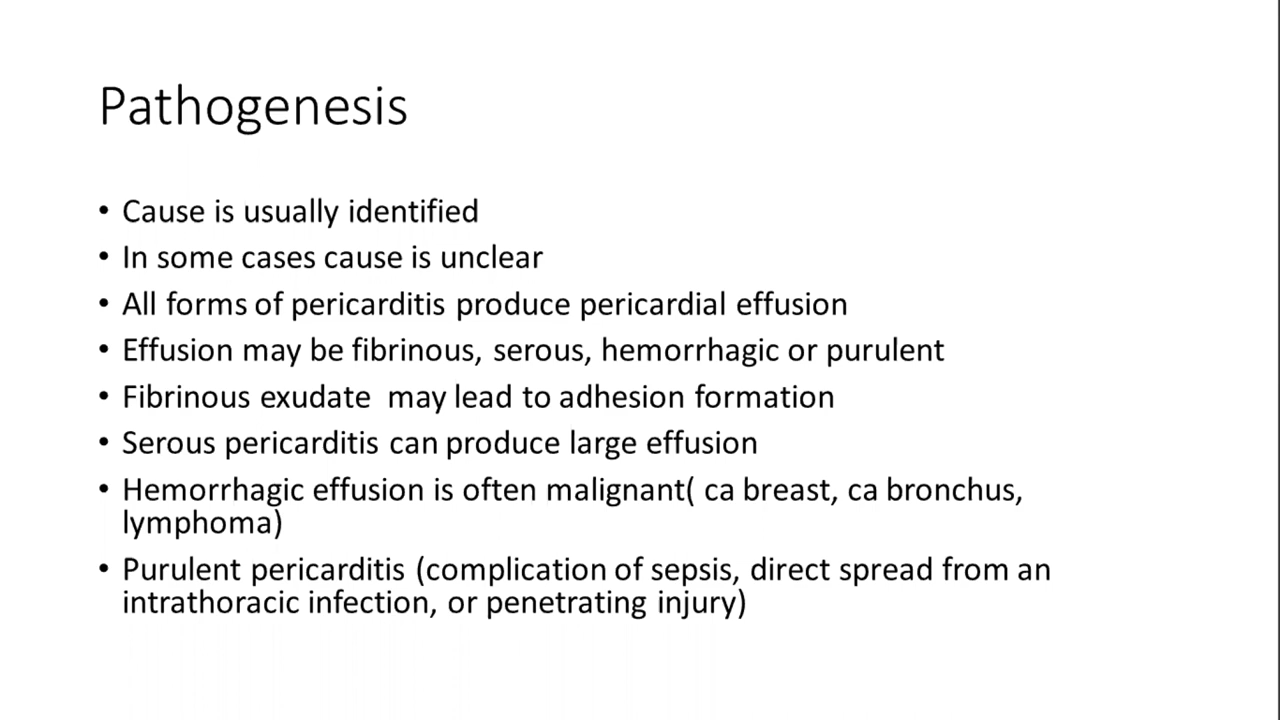 Pathogenesis
• Cause is usually identified
• In some cases cause is unclear
• All forms of pericarditis produce pericardial effusion
• Effusion may be fibrinous, serous, hemorrhagic or purulent
• Fibrinous exudate  may lead to adhesion formation
• Serous pericarditis can produce large effusion
• Hemorrhagic effusion is often malignant( ca breast, ca bronchus,
lymphoma)
• Purulent pericarditis (complication of sepsis, direct spread from an
intrathoracic infection, or penetrating injury)